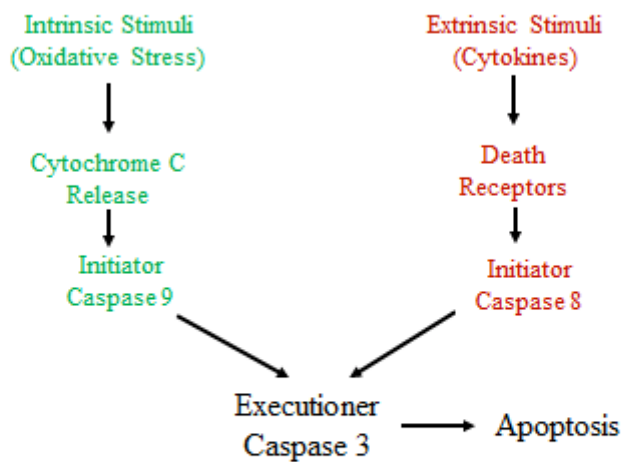 Intrinsic Stimuli
(Oxidative Stress)
Extrinsic Stimuli
(Cytokines)
Cytochrome C
Release
Death
Receptors
Initiator
Caspase 9
Initiator
Caspase 8
Executioner
Caspase 3
Apoptosis